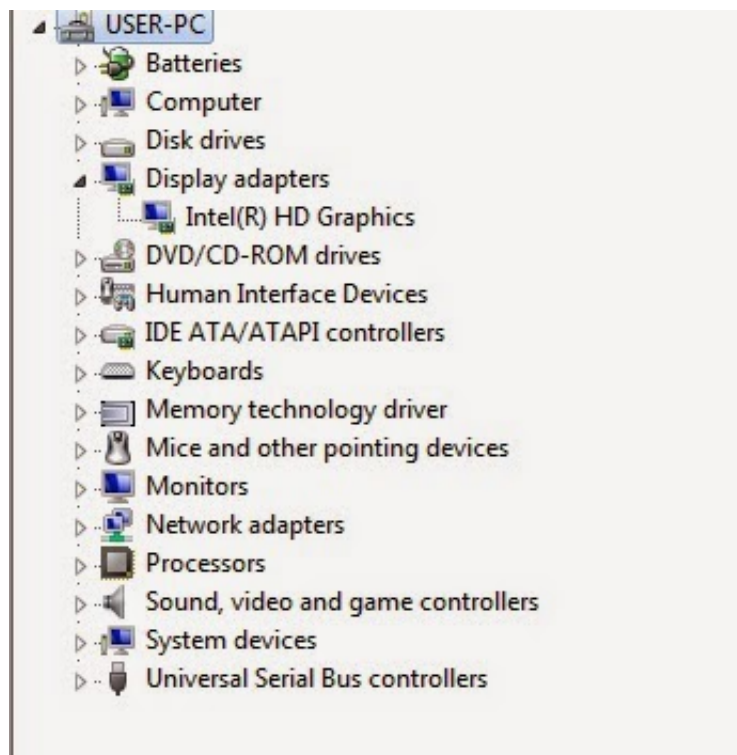 USER-PC
Batteries
Computer
Disk drives
Display adapters
Intel(R) HD Graphics
DVD/CD-ROM drives
Human Interface Devices
IDE ATA/ATAPI controllers
Keyboards
Memory technology driver
Mice and other pointing devices
Monitors
Network adapters
Processors
Sound, video and game controllers
System devices
Universal Serial Bus controllers